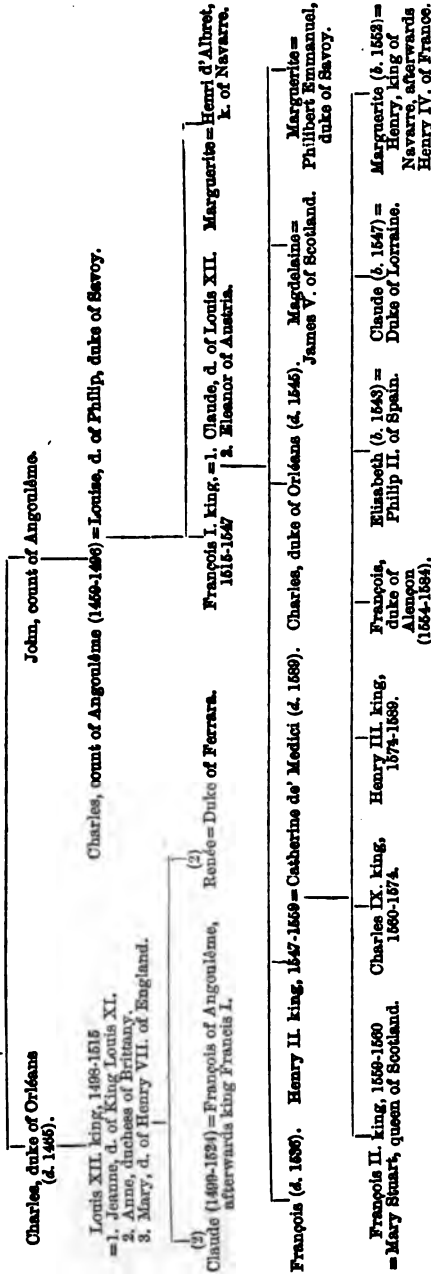 Charles, duke of Orléans
(d. 1465).
John, count of Angoulême.
Louis XII. king, 1498-1515
=1. Jeanne, d. of King Louis XI.
2. Anne, duchess of Brittany.
3. Mary, d. of Henry VII. of England.
Charles, count of Angoulême (1459-1496) = Louise, d. of Philip, duke of Savoy.
(2)
Claude (1499-1524) = François of Angoulême,
afterwards king Francis I.
(2)
Renée = Duke of Ferrara.
François I. king, =1. Claude, d. of Louis XII.
1515-1547 2. Eleanor of Austria.
Marguerite = Henri d'Albret,
k. of Navarre.
François (d. 1536).
Henry II. king, 1547-1559 = Catherine de' Medici (d. 1589).
Charles, duke of Orléans (d. 1545).
Magdelaine =
James V. of Scotland.
Marguerite =
Philibert Emmanuel,
duke of Savoy.
François II. king, 1559-1560
= Mary Stuart, queen of Scotland.
Charles IX. king,
1560-1574.
Henry III. king,
1574-1589.
François,
duke of
Alençon
(1554-1584).
Elisabeth (b. 1543) =
Philip II. of Spain.
Claude (b. 1547) =
Duke of Lorraine.
Marguerite (b. 1552) =
Henry, king of
Navarre, afterwards
Henry IV. of France.